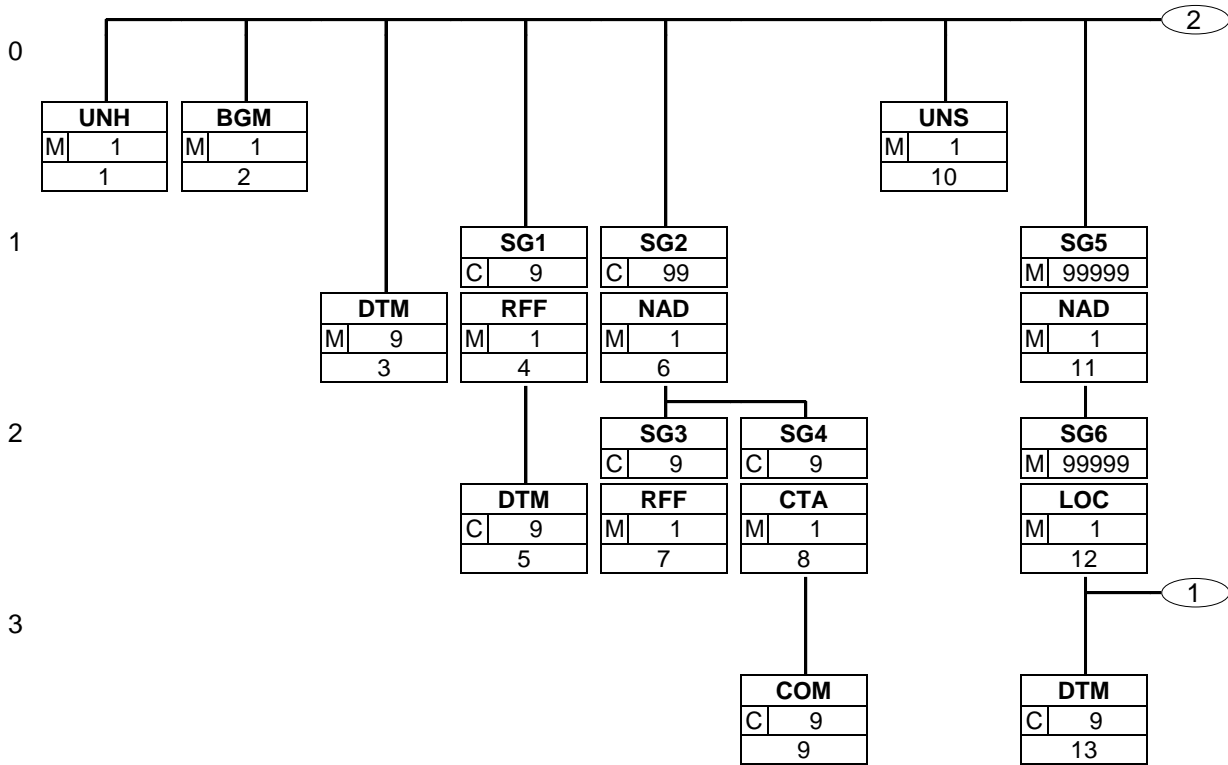 2
0
UNH BGM UNS
M 1 M 1 M 1
1 2 10
1 SG1 SG2 SG5
C 9 C 99 M 99999
DTM RFF NAD NAD
M 9 M 1 M 1 M 1
3 4 6 11
2 SG3 SG4 SG6
C 9 C 9 M 99999
DTM RFF CTA LOC
C 9 M 1 M 1 M 1
5 7 8 12
1
3
COM DTM
C 9 C 9
9 13